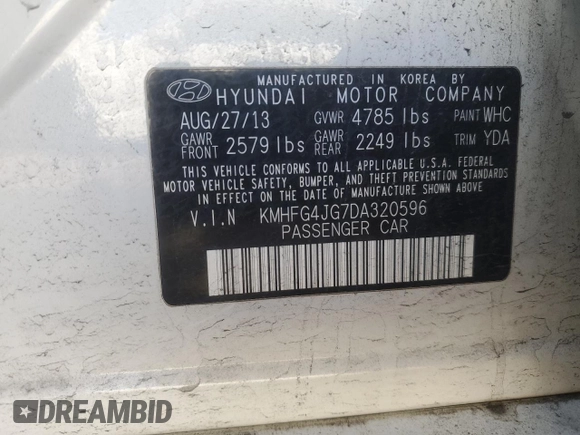 MANUFACTURED IN KOREA BY
HYUNDAI MOTOR COMPANY
AUG/27/13 GVWR 4785 lbs PAINT WHC
GAWR FRONT 2579 lbs GAWR REAR 2249 lbs TRIM YDA
THIS VEHICLE CONFORMS TO ALL APPLICABLE U.S.A. FEDERAL
MOTOR VEHICLE SAFETY, BUMPER, AND THEFT PREVENTION
STANDARDS IN EFFECT ON THE DATE OF MANUFACTURE SHOWN ABOVE.
V.I.N KMHFG4JG7DA320596
PASSENGER CAR
DREAMBID